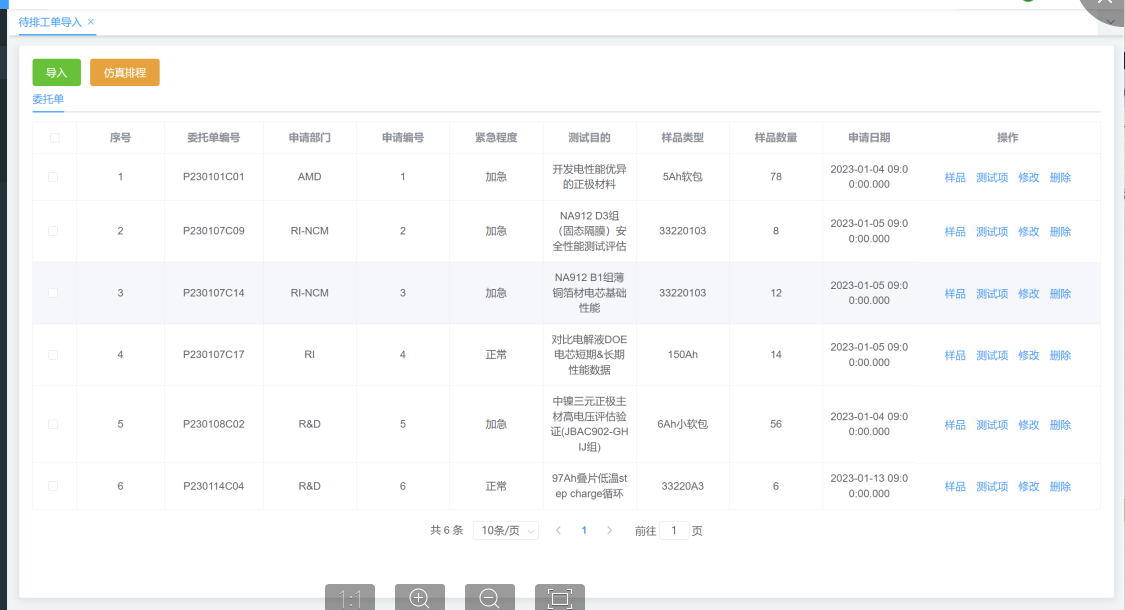 待排工单导入 ×
导入 仿真排程
委托单
序号 委托单编号 申请部门 申请编号 紧急程度 测试目的 样品类型 样品数量 申请日期 操作
1 P230101C01 AMD 1 加急 开发电性能优异 5Ah软包 78 2023-01-04 09:0 样品 测试项 修改 删除
的正极材料 0:00.000
NA912 D3组
2 P230107C09 RI-NCM 2 加急 （固态隔膜）安 33220103 8 2023-01-05 09:0 样品 测试项 修改 删除
全性能测试评估 0:00.000
NA912 B1组薄
3 P230107C14 RI-NCM 3 加急 铜箔材电芯基础 33220103 12 2023-01-05 09:0 样品 测试项 修改 删除
性能 0:00.000
对比电解液DOE
4 P230107C17 RI 4 正常 电芯短期&长期 150Ah 14 2023-01-05 09:0 样品 测试项 修改 删除
性能数据 0:00.000
中镍三元正极主
材高电压评估验
5 P230108C02 R&D 5 加急 证(JBAC902-GH 6Ah小软包 56 2023-01-04 09:0 样品 测试项 修改 删除
IJ组) 0:00.000
6 P230114C04 R&D 6 正常 97Ah叠片低温st 33220A3 6 2023-01-13 09:0 样品 测试项 修改 删除
ep charge循环 0:00.000
共 6 条 10条/页 1 前往 1 页
1:1